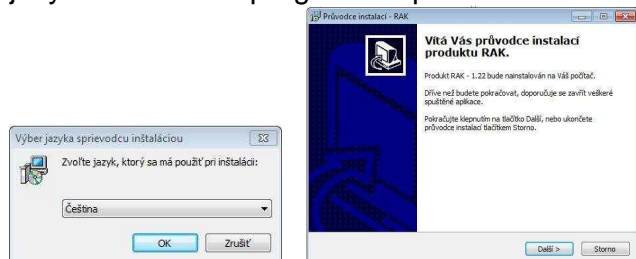 Průvodce instalací - RAK
Vítá Vás průvodce instalací
produktu RAK.
Produkt RAK - 1.22 bude nainstalován na Váš počítač.
Dříve než budete pokračovat, doporučuje se zavřít veškeré
spuštěné aplikace.
Pokračujte klepnutím na tlačítko Další, nebo ukončete
průvodce instalací tlačítkem Storno.
Další >
Storno
Výber jazyka sprievodcu inštaláciou
Zvoľte jazyk, ktorý sa má použiť pri inštalácii:
Čeština
OK
Zrušiť